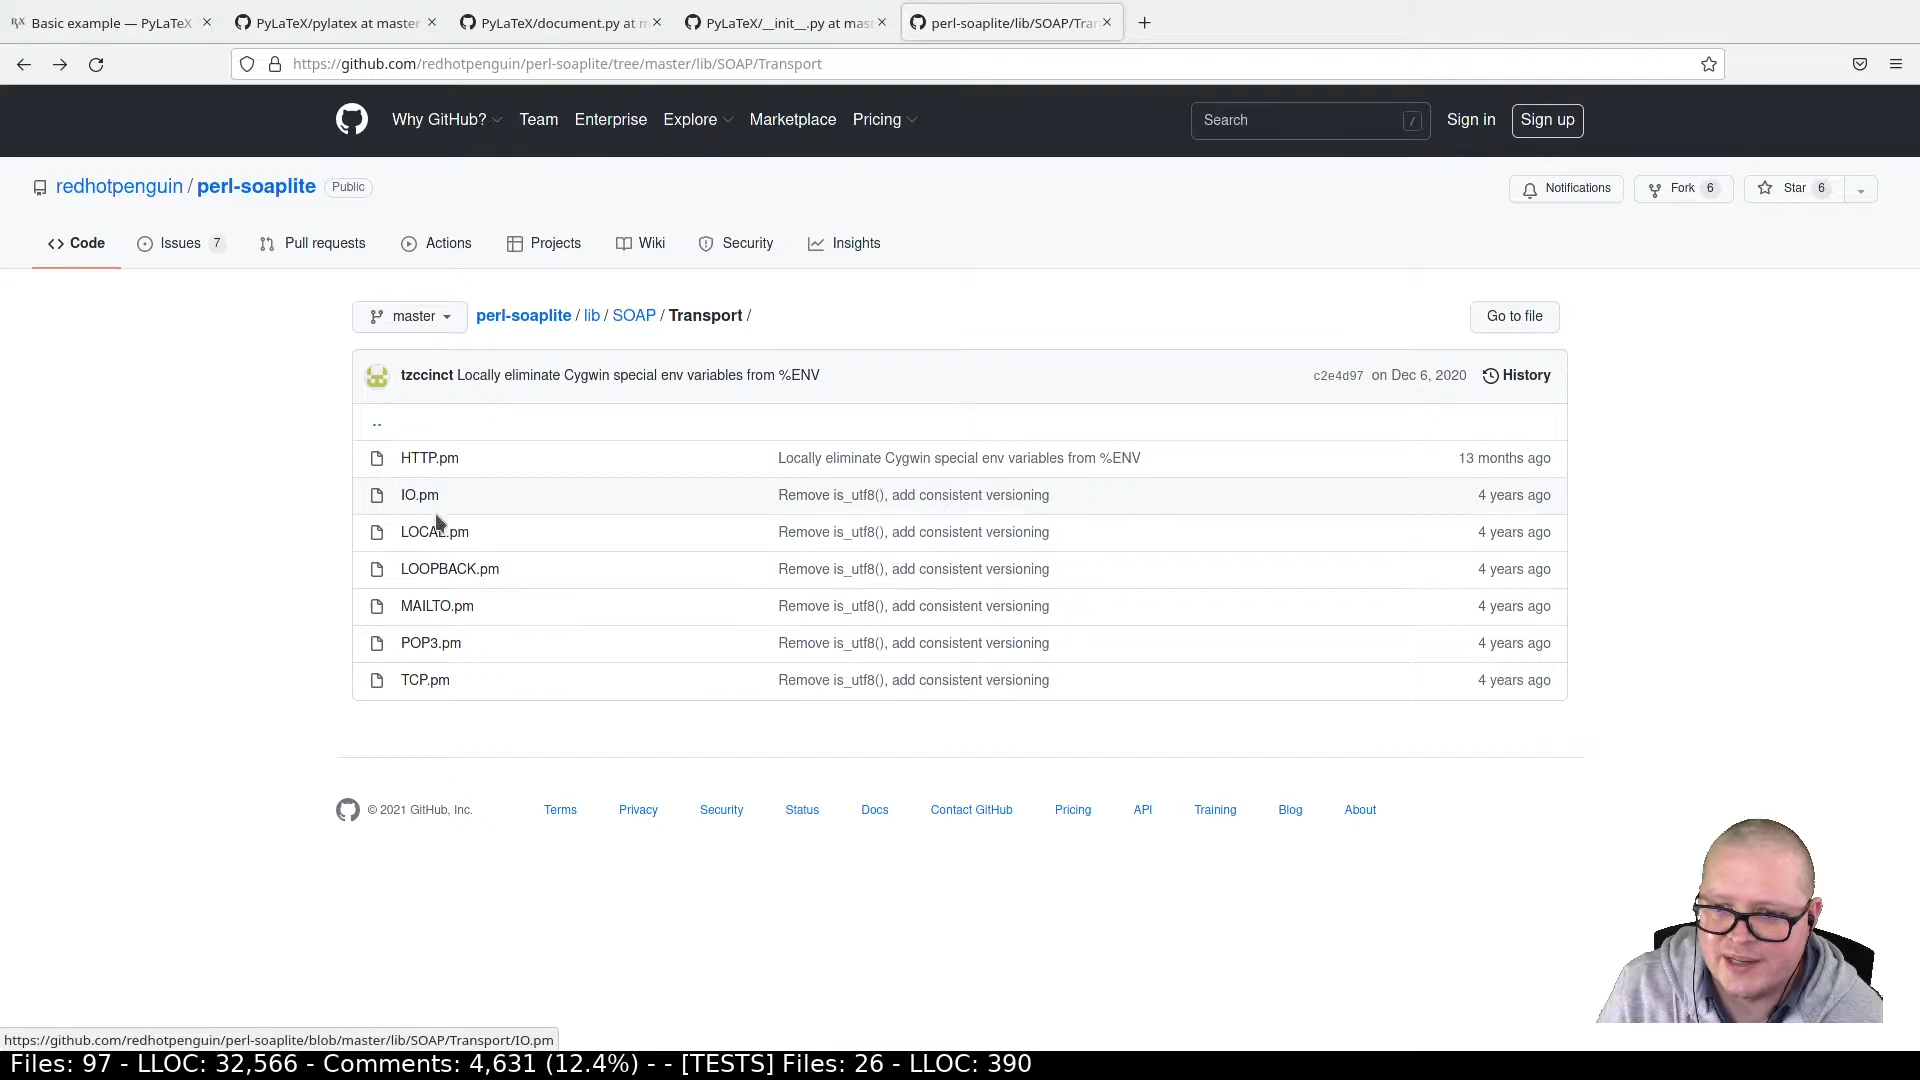 Basic example — PyLaTeX
PyLaTeX/pylatex at master
PyLaTeX/document.py at m
PyLaTeX/__init__.py at mast
perl-soaplite/lib/SOAP/Tran
https://github.com/redhotpenguin/perl-soaplite/tree/master/lib/SOAP/Transport
Why GitHub? Team Enterprise Explore Marketplace Pricing Search / Sign in Sign up
redhotpenguin / perl-soaplite Public
Notifications Fork 6 Star 6
Code Issues 7 Pull requests Actions Projects Wiki Security Insights
master perl-soaplite / lib / SOAP / Transport / Go to file
tzccinct Locally eliminate Cygwin special env variables from %ENV c2e4d97 on Dec 6, 2020 History
..
HTTP.pm Locally eliminate Cygwin special env variables from %ENV 13 months ago
IO.pm Remove is_utf8(), add consistent versioning 4 years ago
LOCAL.pm Remove is_utf8(), add consistent versioning 4 years ago
LOOPBACK.pm Remove is_utf8(), add consistent versioning 4 years ago
MAILTO.pm Remove is_utf8(), add consistent versioning 4 years ago
POP3.pm Remove is_utf8(), add consistent versioning 4 years ago
TCP.pm Remove is_utf8(), add consistent versioning 4 years ago
© 2021 GitHub, Inc. Terms Privacy Security Status Docs Contact GitHub Pricing API Training Blog About
https://github.com/redhotpenguin/perl-soaplite/blob/master/lib/SOAP/Transport/IO.pm
Files: 97 - LLOC: 32,566 - Comments: 4,631 (12.4%) - - [TESTS] Files: 26 - LLOC: 390